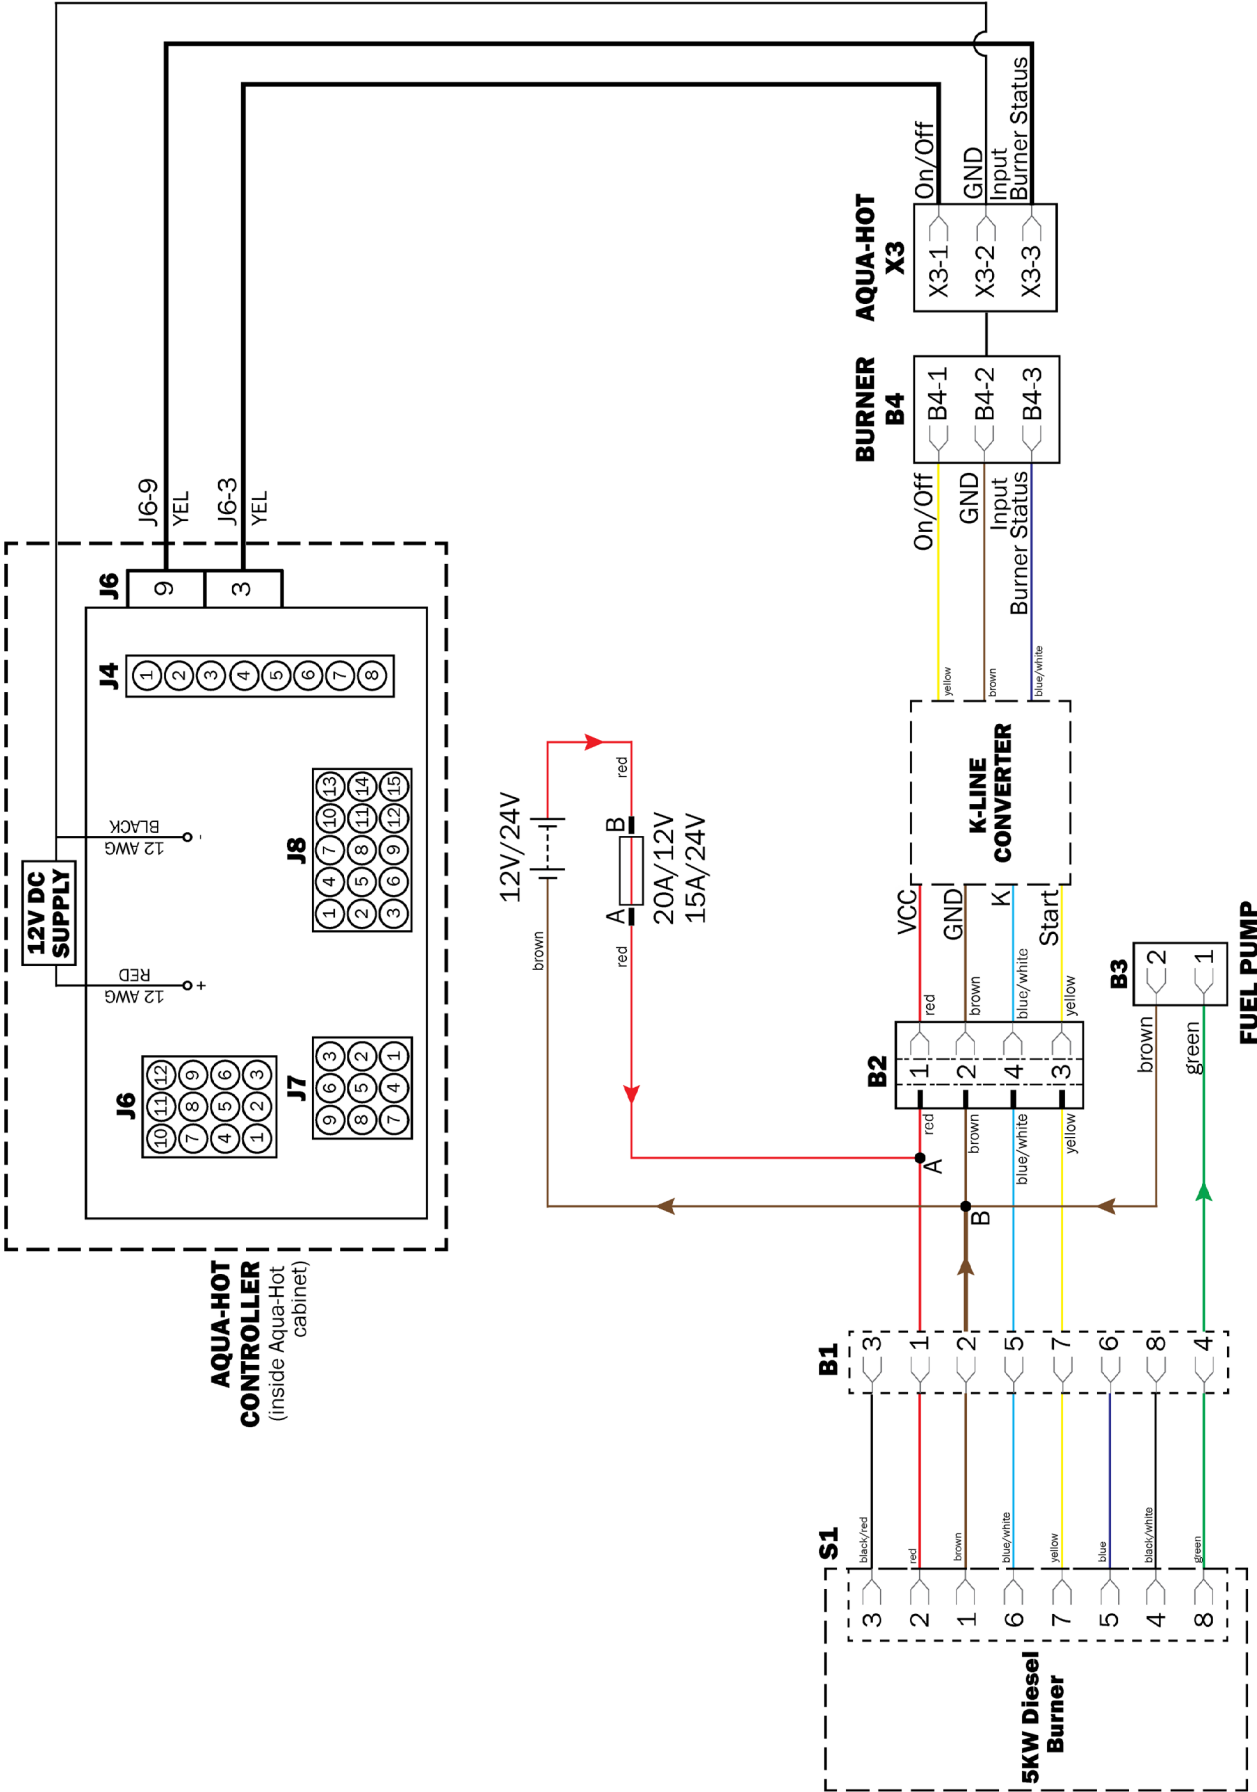 AQUA-HOT
CONTROLLER
(inside Aqua-Hot
cabinet)
12V DC
SUPPLY
12 AWG
RED
+
12 AWG
BLACK
-
J6
10 11 12
7 8 9
4 5 6
1 2 3
J7
9 6 3
8 5 2
7 4 1
J8
1 4 7 10 13
2 5 8 11 14
3 6 9 12 15
J4
1
2
3
4
5
6
7
8
J6
9
3
J6-9
YEL
J6-3
YEL
12V/24V
brown
red
A
B
red
20A/12V
15A/24V
5KW Diesel
Burner
S1
3
2
1
6
7
5
4
8
black/red
red
brown
blue/white
yellow
blue
black/white
green
B1
3
1
2
5
7
6
8
4
A
B
red
brown
blue/white
yellow
B2
1
2
4
3
red
brown
blue/white
yellow
VCC
GND
K
Start
brown
green
B3
2
1
FUEL PUMP
K-LINE
CONVERTER
yellow
brown
blue/white
On/Off
GND
Input
Burner Status
BURNER
B4
B4-1
B4-2
B4-3
AQUA-HOT
X3
X3-1
X3-2
X3-3
On/Off
GND
Input
Burner Status